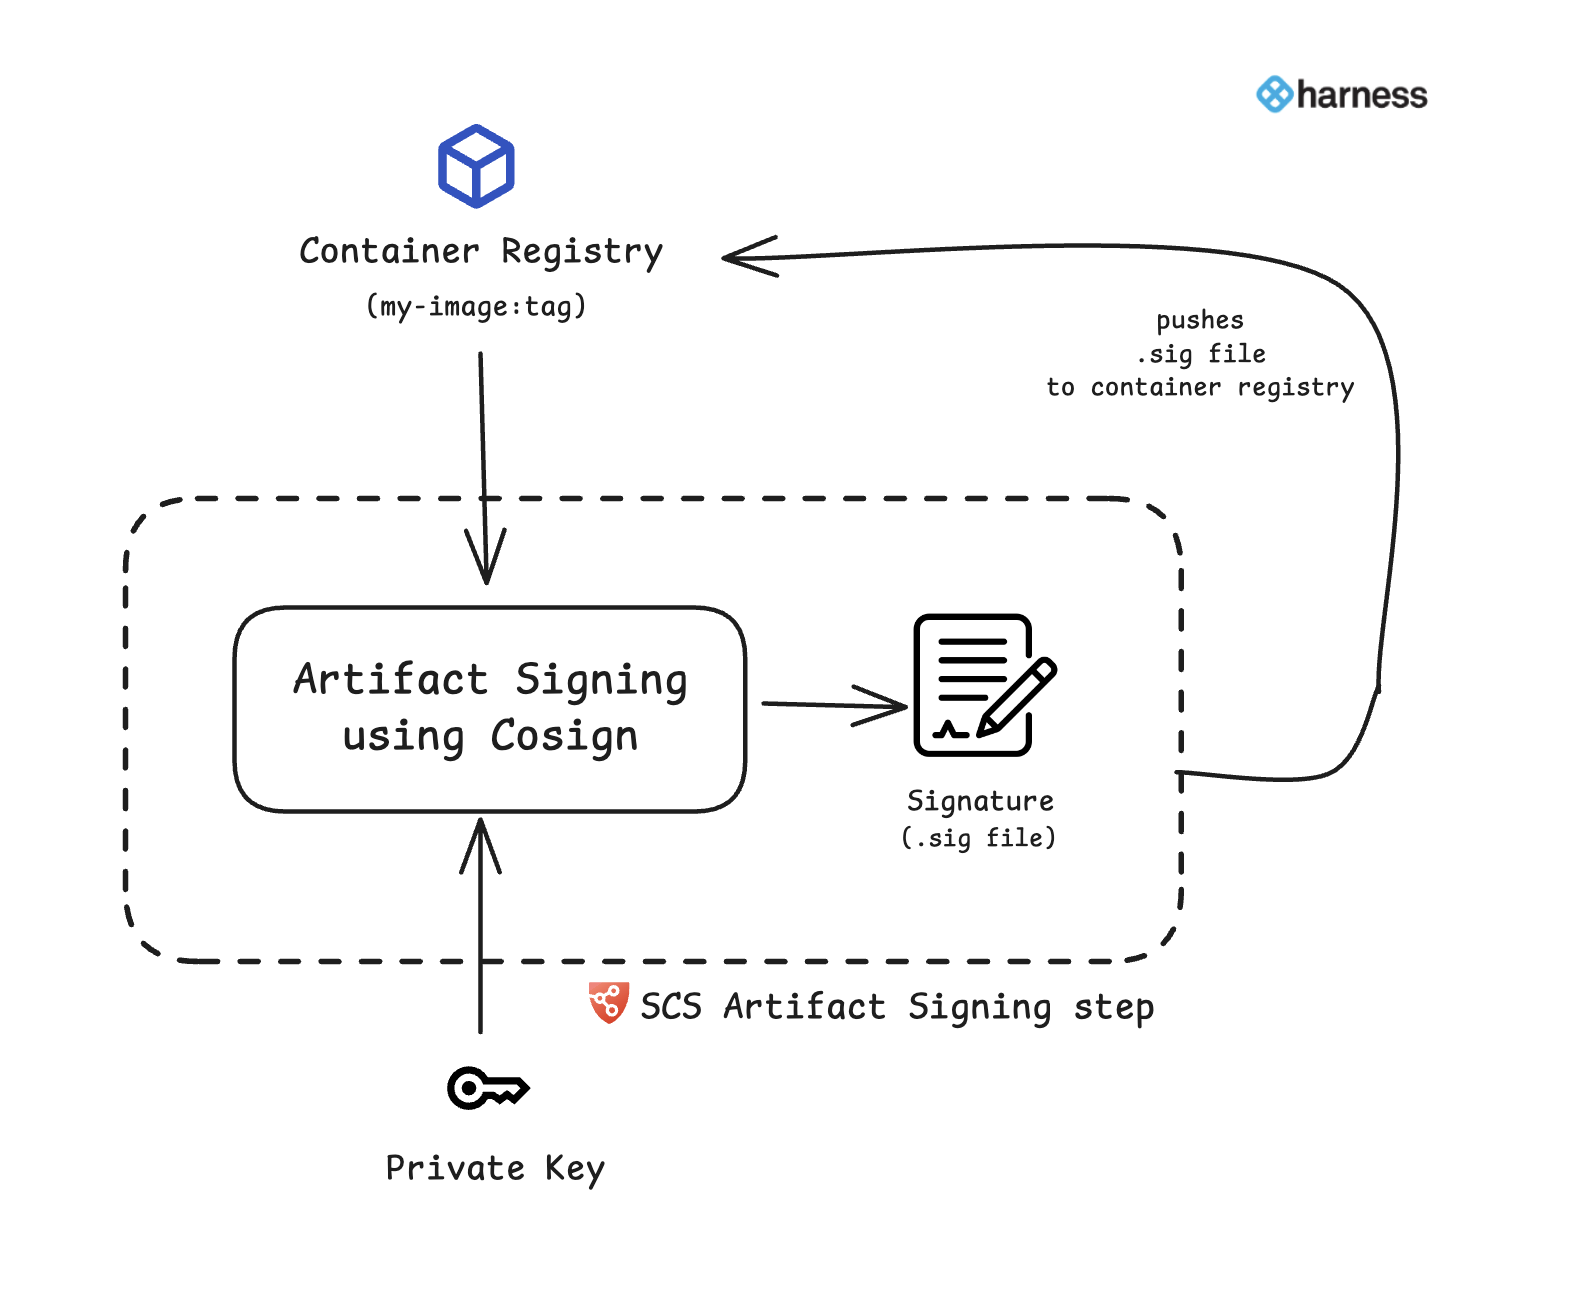 harness
Container Registry
(my-image:tag)
pushes
.sig file
to container registry
Artifact Signing
using Cosign
Signature
(.sig file)
SCS Artifact Signing step
Private Key